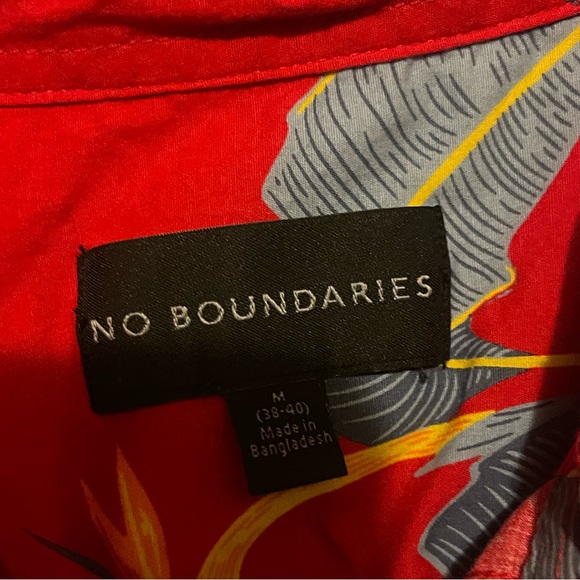 NO BOUNDARIES
M
(38-40)
Made in
Bangladesh